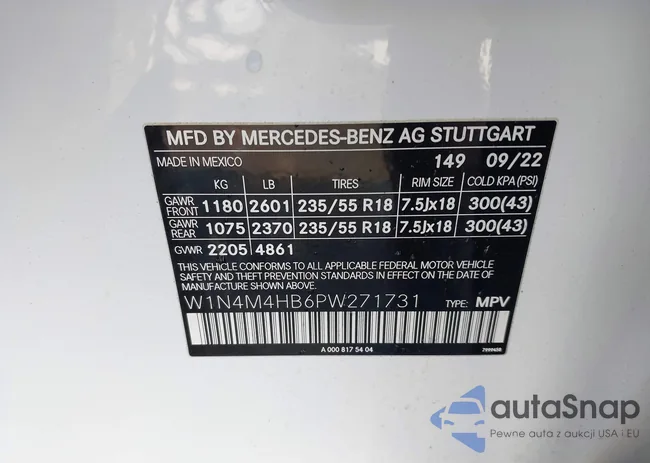 MFD BY MERCEDES-BENZ AG STUTTGART
MADE IN MEXICO 149 09/22
KG LB TIRES RIM SIZE COLD KPA(PSI)
GAWR FRONT 1180 2601 235/55 R18 7.5Jx18 300(43)
GAWR REAR 1075 2370 235/55 R18 7.5Jx18 300(43)
GVWR 2205 4861
THIS VEHICLE CONFORMS TO ALL APPLICABLE FEDERAL MOTOR VEHICLE
SAFETY AND THEFT PREVENTION STANDARDS IN EFFECT ON THE DATE OF
MANUFACTURE SHOWN ABOVE.
W1N4M4HB6PW271731 TYPE: MPV
A 000 817 54 04
autaSnap
Pewne auta z aukcji USA i EU